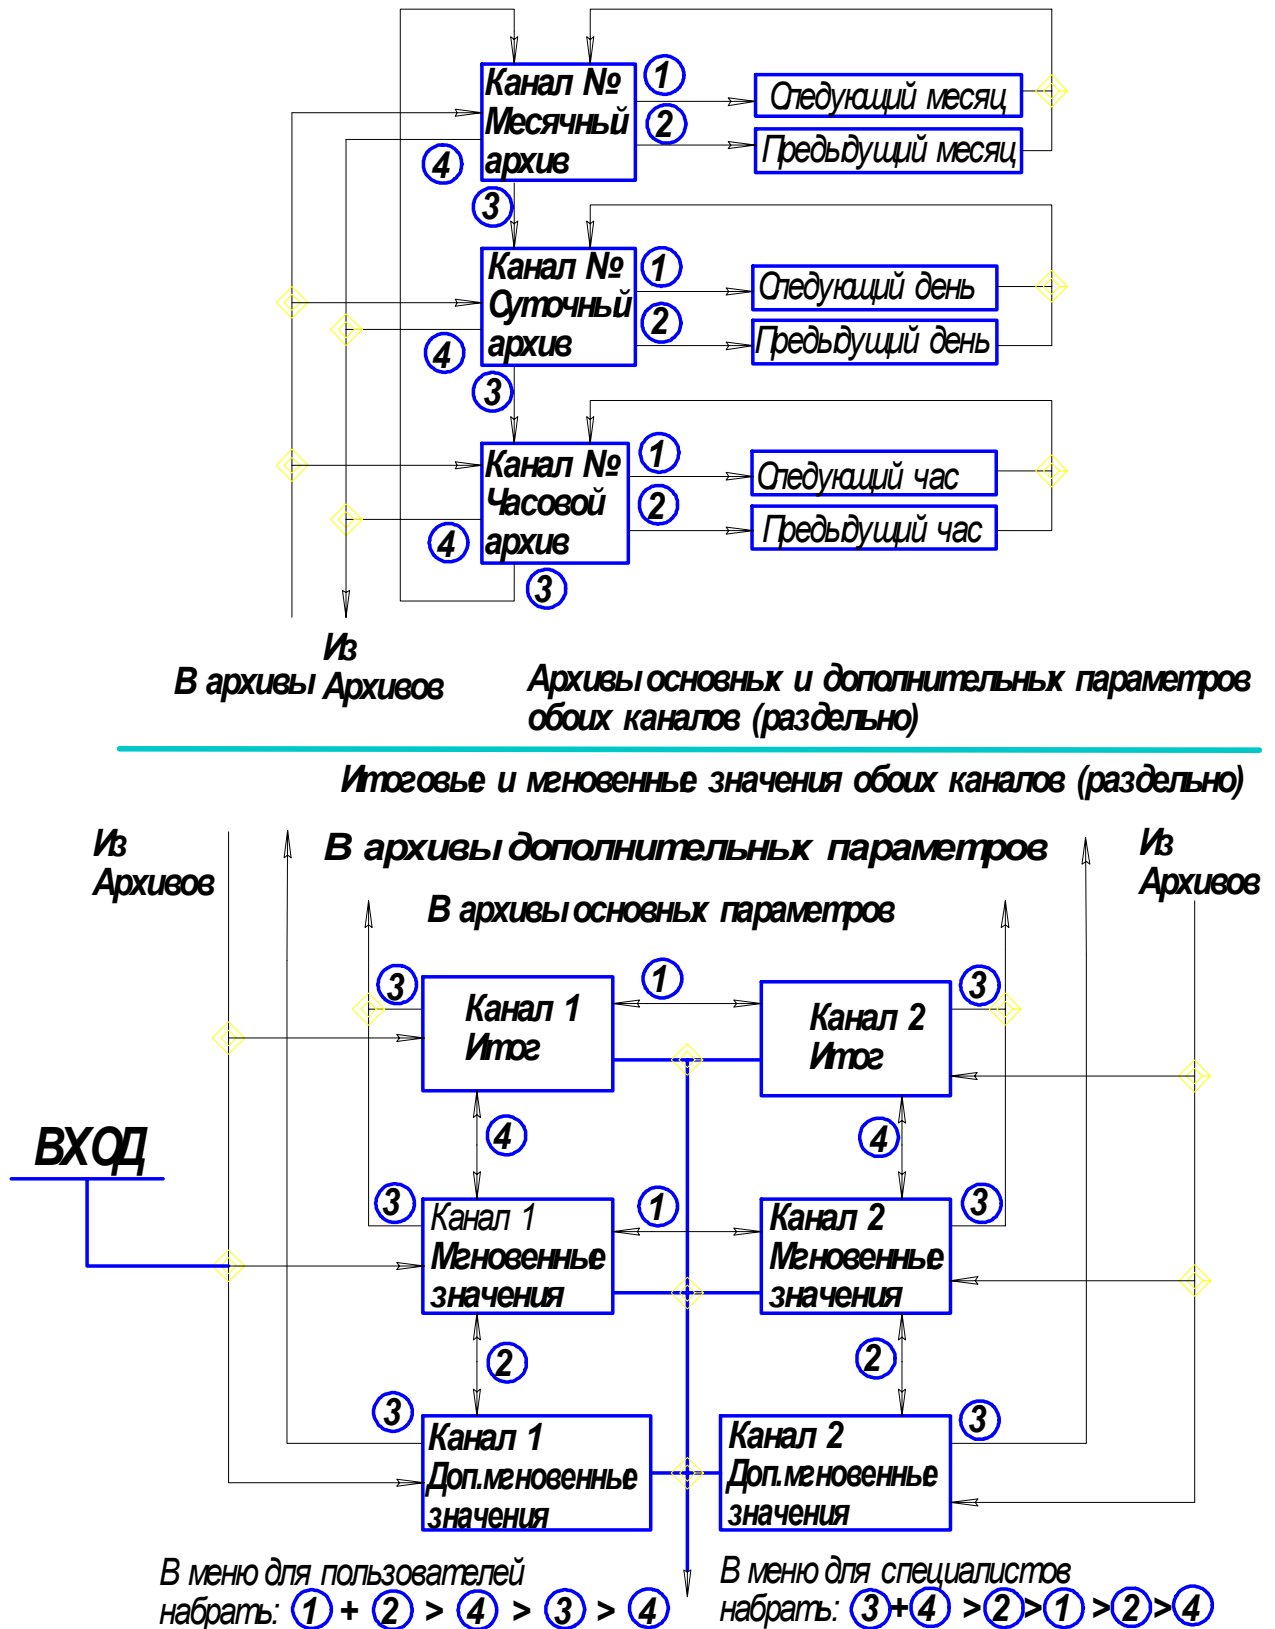 Канал №
Месячный
архив
1
2
3
4
Следующий месяц
Предыдущий месяц
Канал №
Суточный
архив
1
2
3
4
Следующий день
Предыдущий день
Канал №
Часовой
архив
1
2
3
4
Следующий час
Предыдущий час
В архивы
Из
Архивов
Архивы основных и дополнительных параметров
обоих каналов (раздельно)
Итоговые и мгновенные значения обоих каналов (раздельно)
Из
Архивов
В архивы дополнительных параметров
Из
Архивов
В архивы основных параметров
3
Канал 1
Итог
1
Канал 2
Итог
3
4
4
ВХОД
3
Канал 1
Мгновенные
значения
1
Канал 2
Мгновенные
значения
3
2
2
3
Канал 1
Доп.мгновенные
значения
Канал 2
Доп.мгновенные
значения
3
В меню для пользователей
набрать: 1 + 2 > 4 > 3 > 4
В меню для специалистов
набрать: 3+4 >2>1 >2>4